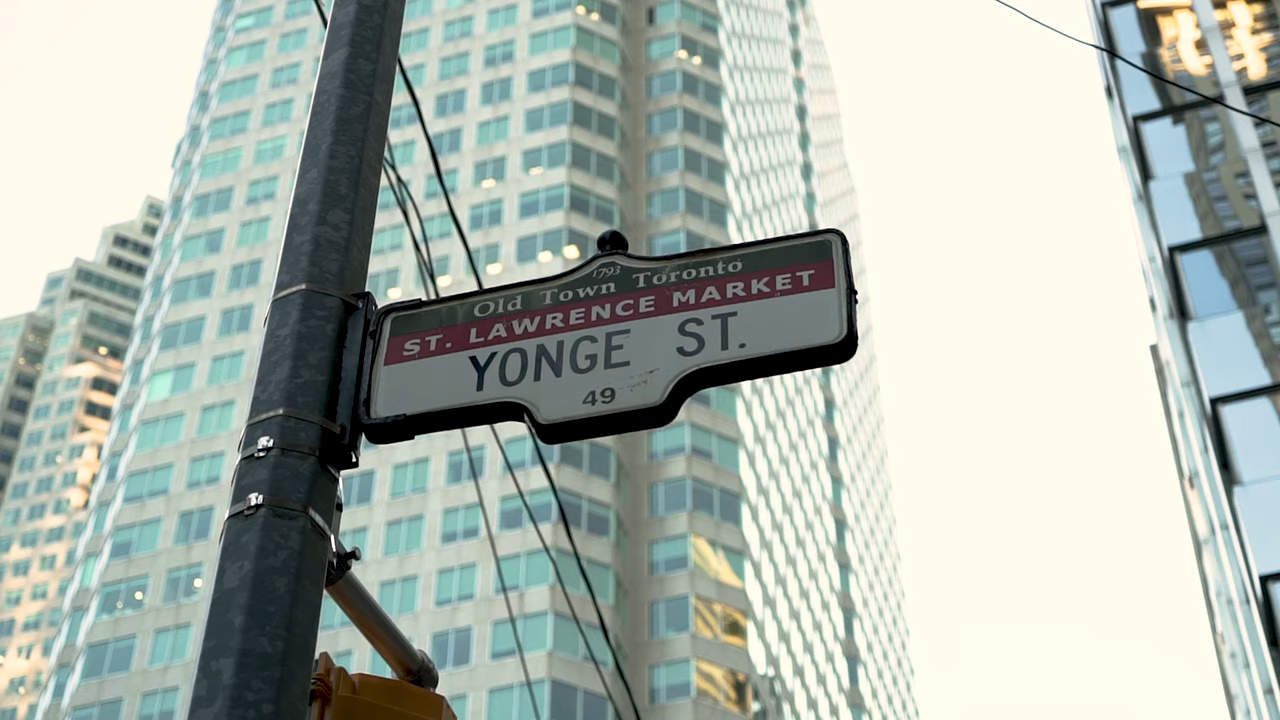 1793
Old Town Toronto
ST. LAWRENCE MARKET
YONGE ST.
49